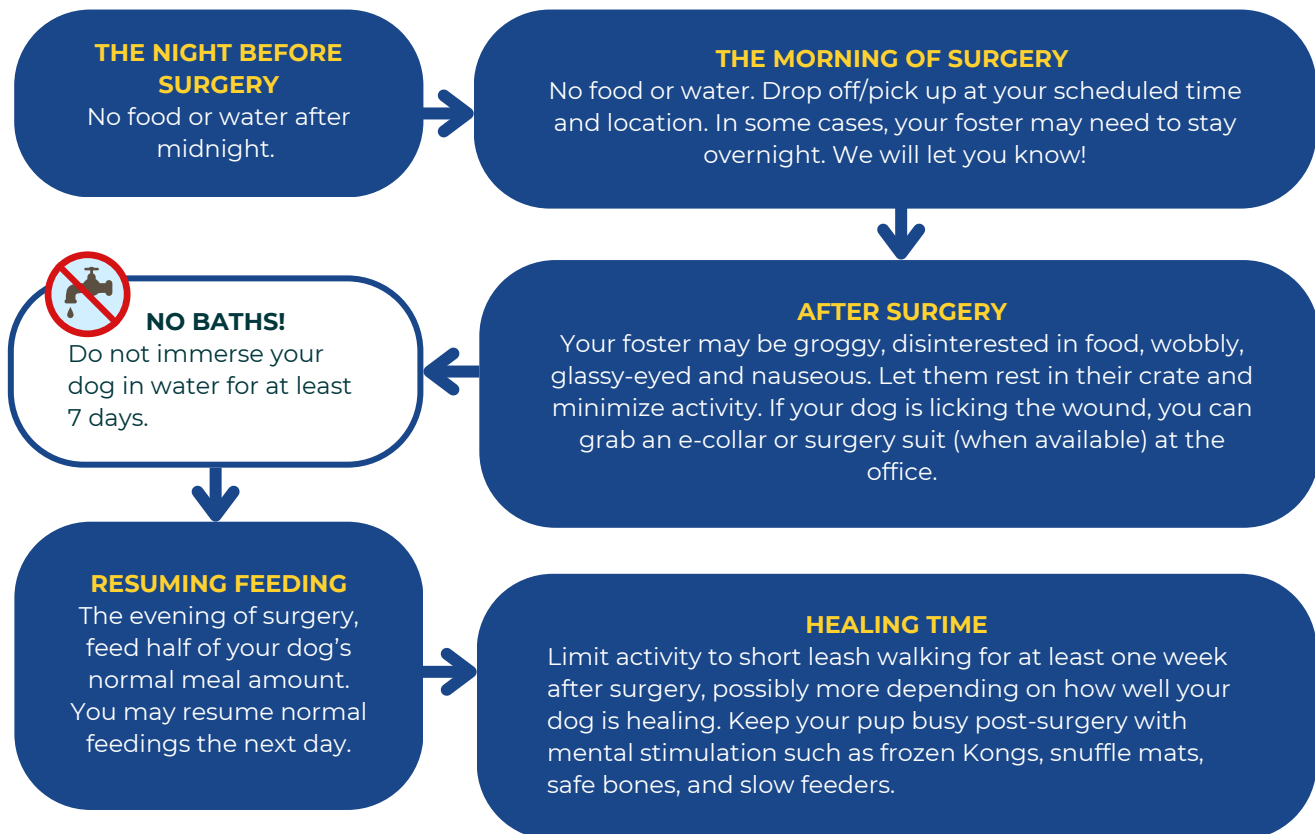 THE NIGHT BEFORE
SURGERY
No food or water after
midnight.
THE MORNING OF SURGERY
No food or water. Drop off/pick up at your scheduled time
and location. In some cases, your foster may need to stay
overnight. We will let you know!
AFTER SURGERY
Your foster may be groggy, disinterested in food, wobbly,
glassy-eyed and nauseous. Let them rest in their crate and
minimize activity. If your dog is licking the wound, you can
grab an e-collar or surgery suit (when available) at the
office.
NO BATHS!
Do not immerse your
dog in water for at least
7 days.
RESUMING FEEDING
The evening of surgery,
feed half of your dog’s
normal meal amount.
You may resume normal
feedings the next day.
HEALING TIME
Limit activity to short leash walking for at least one week
after surgery, possibly more depending on how well your
dog is healing. Keep your pup busy post-surgery with
mental stimulation such as frozen Kongs, snuffle mats,
safe bones, and slow feeders.